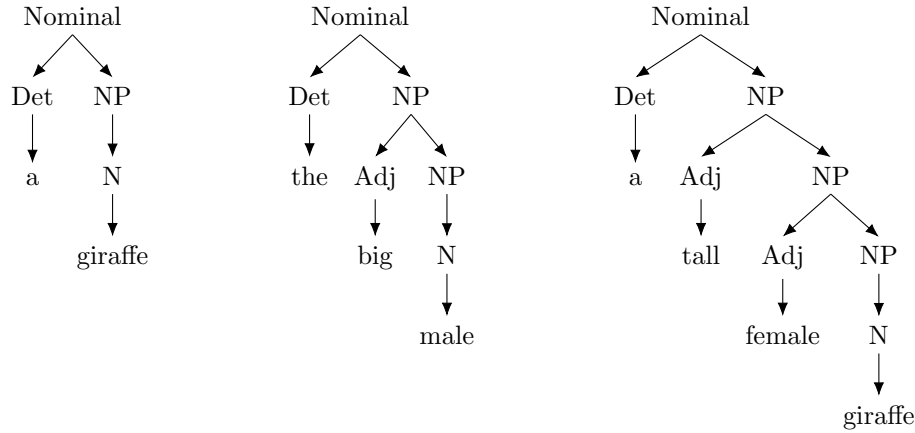 Nominal Nominal Nominal
Det NP Det NP Det NP
a N the Adj NP a Adj NP
giraffe big N tall Adj NP
male female N
giraffe